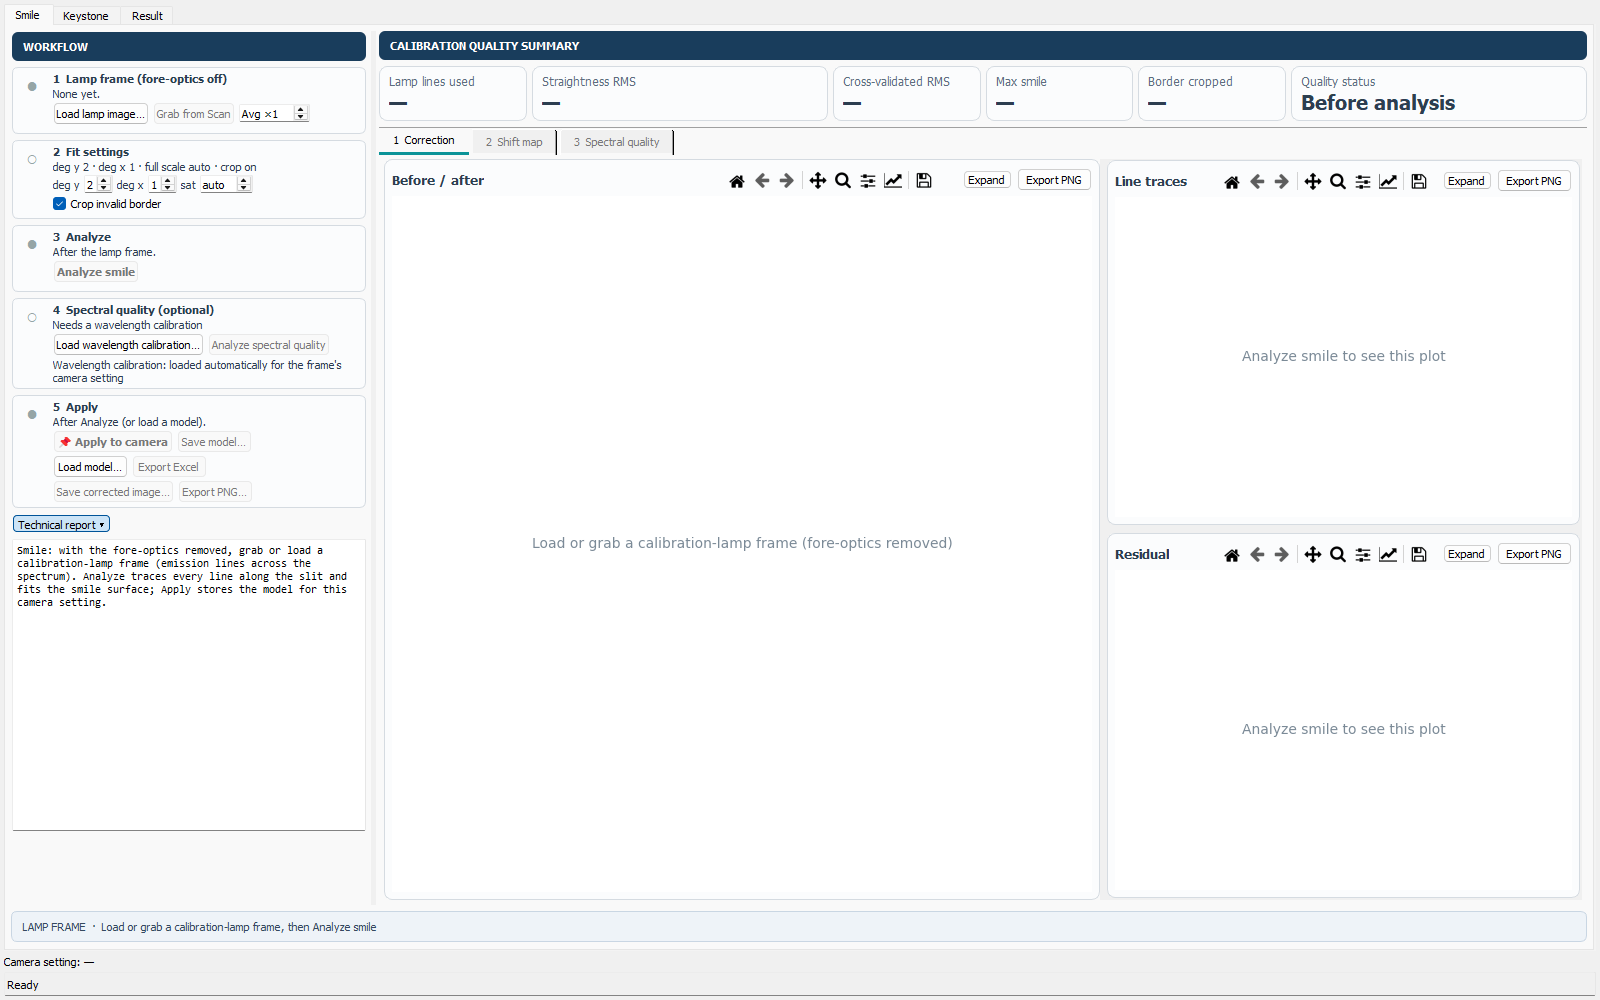 Smile
Keystone
Result
WORKFLOW
1 Lamp frame (fore-optics off)
None yet.
Load lamp image...
Grab from Scan
Avg ×1
2 Fit settings
deg y 2 · deg x 1 · full scale auto · crop on
deg y 2 deg x 1 sat auto
Crop invalid border
3 Analyze
After the lamp frame.
Analyze smile
4 Spectral quality (optional)
Needs a wavelength calibration
Load wavelength calibration...
Analyze spectral quality
Wavelength calibration: loaded automatically for the frame's
camera setting
5 Apply
After Analyze (or load a model).
Apply to camera
Save model...
Load model...
Export Excel
Save corrected image...
Export PNG...
Technical report
Smile: with the fore-optics removed, grab or load a
calibration-lamp frame (emission lines across the
spectrum). Analyze traces every line along the slit and
fits the smile surface; Apply stores the model for this
camera setting.
CALIBRATION QUALITY SUMMARY
Lamp lines used
—
Straightness RMS
—
Cross-validated RMS
—
Max smile
—
Border cropped
—
Quality status
Before analysis
1 Correction
2 Shift map
3 Spectral quality
Before / after
Expand
Export PNG
Load or grab a calibration-lamp frame (fore-optics removed)
Line traces
Expand
Export PNG
Analyze smile to see this plot
Residual
Expand
Export PNG
Analyze smile to see this plot
LAMP FRAME · Load or grab a calibration-lamp frame, then Analyze smile
Camera setting: —
Ready